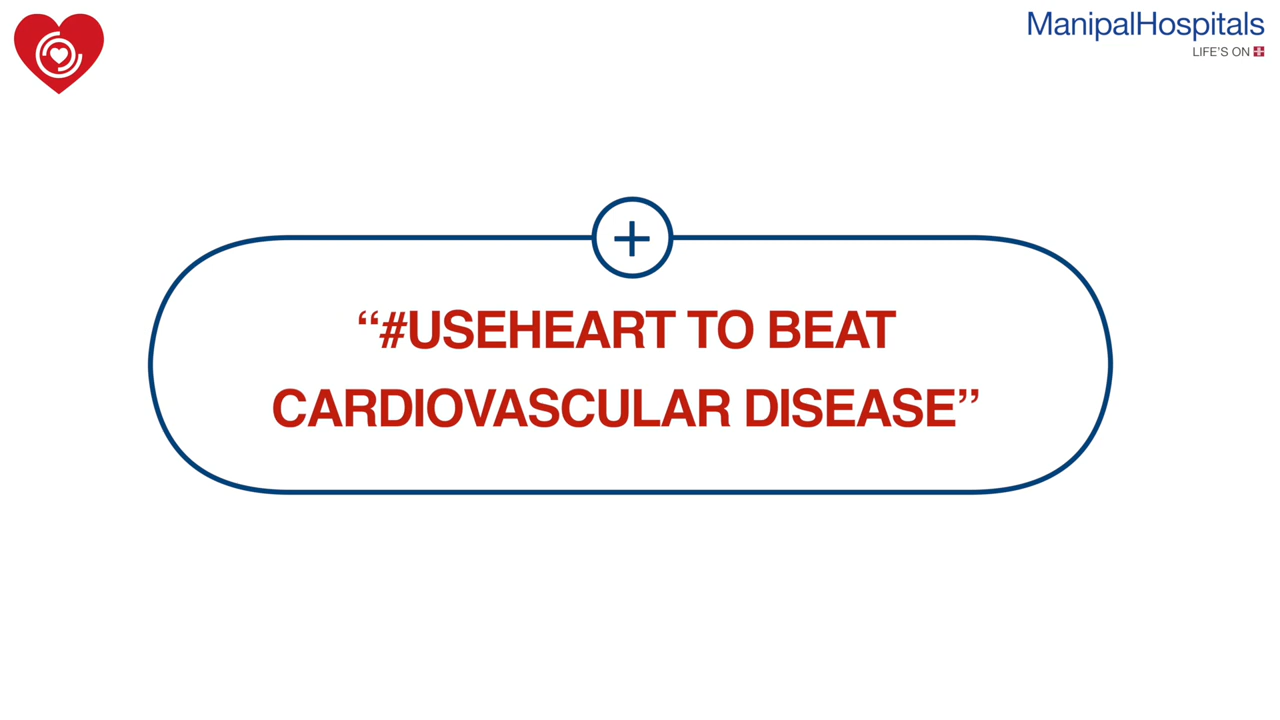 ManipalHospitals
LIFE'S ON
“#USEHEART TO BEAT
CARDIOVASCULAR DISEASE”